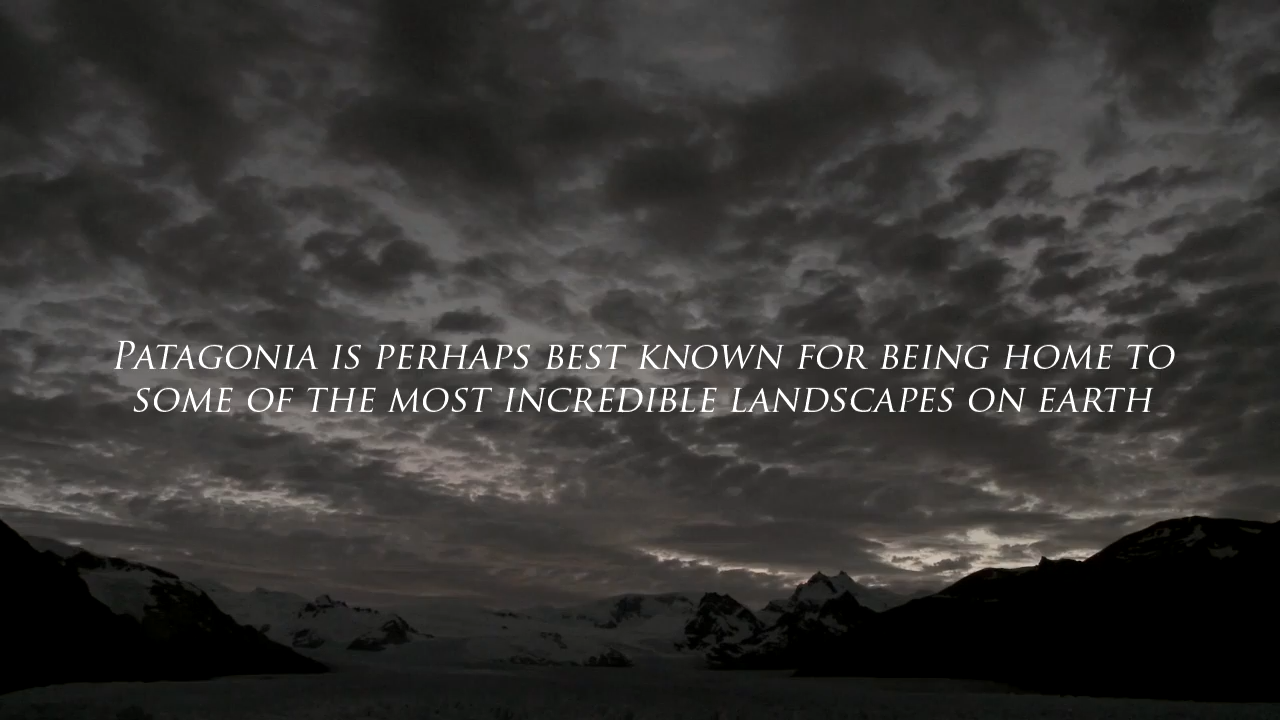 Patagonia is perhaps best known for being home to
some of the most incredible landscapes on earth